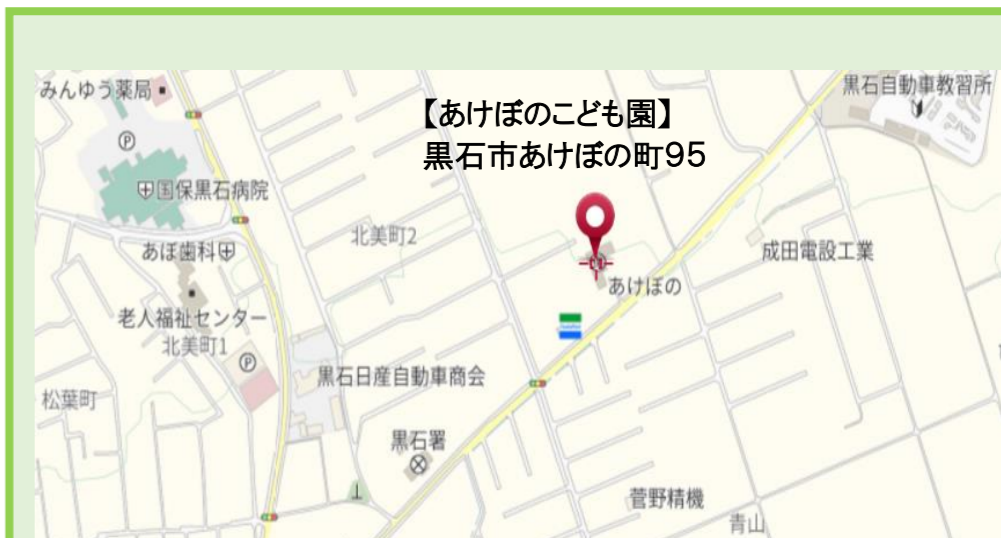 みんゆう薬局
黒石自動車教習所
【あけぼのこども園】
黒石市あけぼの町95
P
国保黒石病院
北美町2
あぼ歯科
成田電設工業
あけぼの
老人福祉センター
北美町1
P
黒石日産自動車商会
松葉町
黒石署
菅野精機
青山